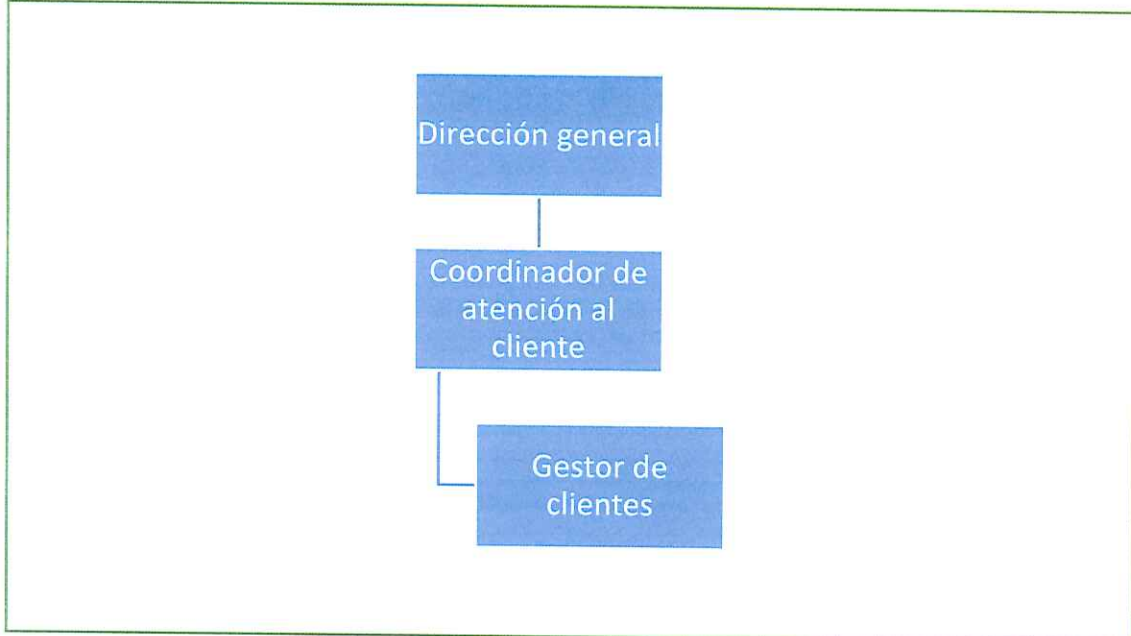 Dirección general
Coordinador de
atención al
cliente
Gestor de
clientes